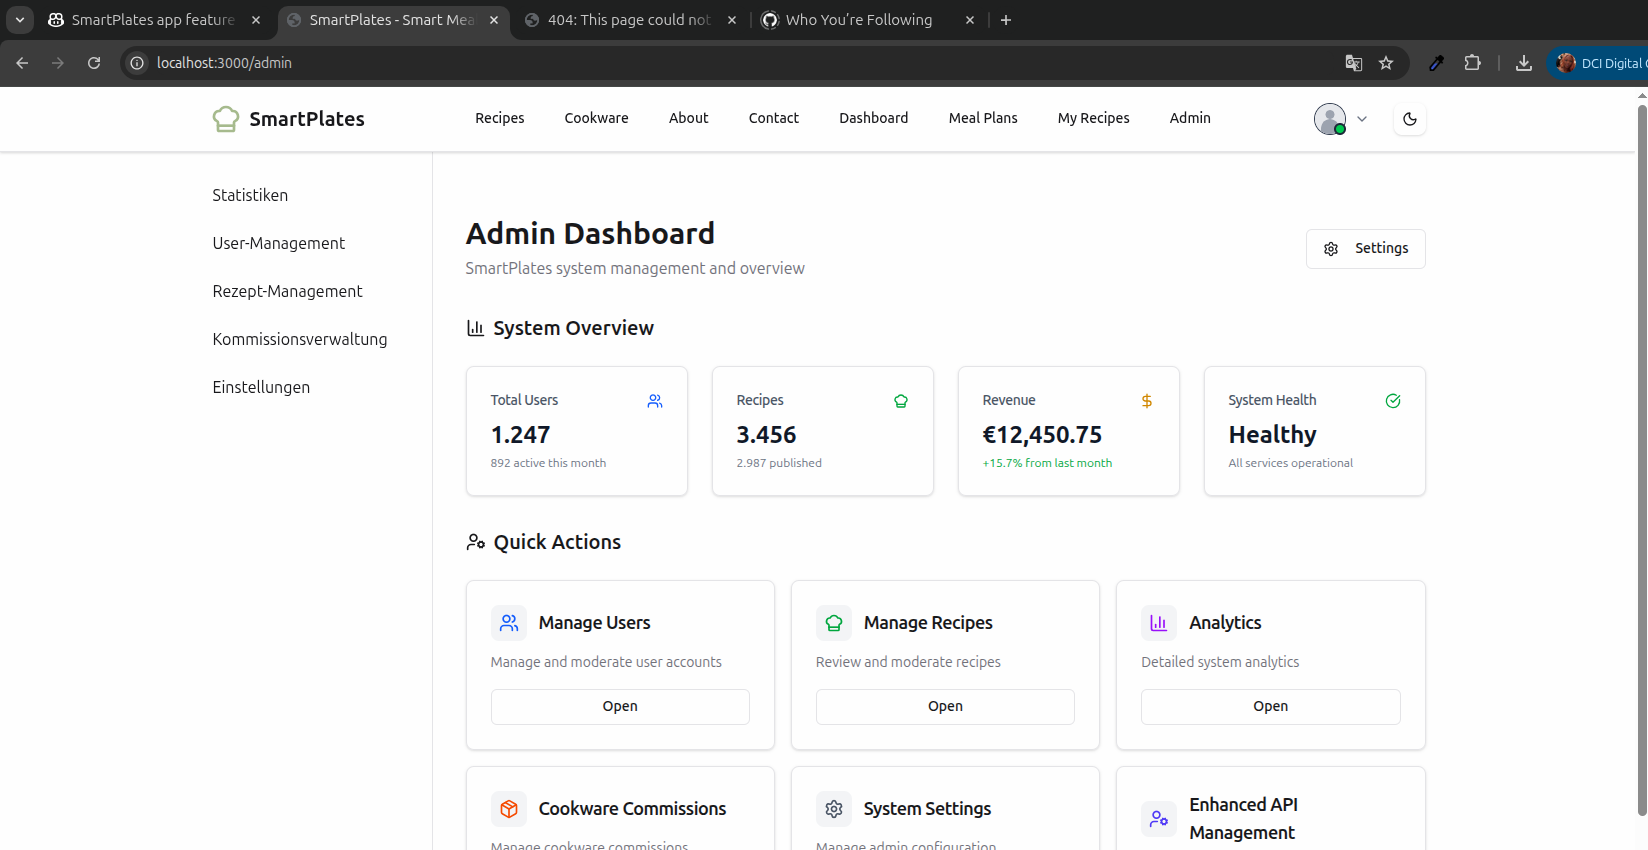 SmartPlates app feature
SmartPlates - Smart Mea
404: This page could not
Who You're Following
localhost:3000/admin
DCI Digital
SmartPlates
Recipes
Cookware
About
Contact
Dashboard
Meal Plans
My Recipes
Admin
Statistiken
User-Management
Rezept-Management
Kommissionsverwaltung
Einstellungen
Admin Dashboard
SmartPlates system management and overview
Settings
System Overview
Total Users
1.247
892 active this month
Recipes
3.456
2.987 published
Revenue
$
€12,450.75
+15.7% from last month
System Health
Healthy
All services operational
Quick Actions
Manage Users
Manage and moderate user accounts
Open
Manage Recipes
Review and moderate recipes
Open
Analytics
Detailed system analytics
Open
Cookware Commissions
Manage cookware commissions
System Settings
Manage admin configuration
Enhanced API
Management